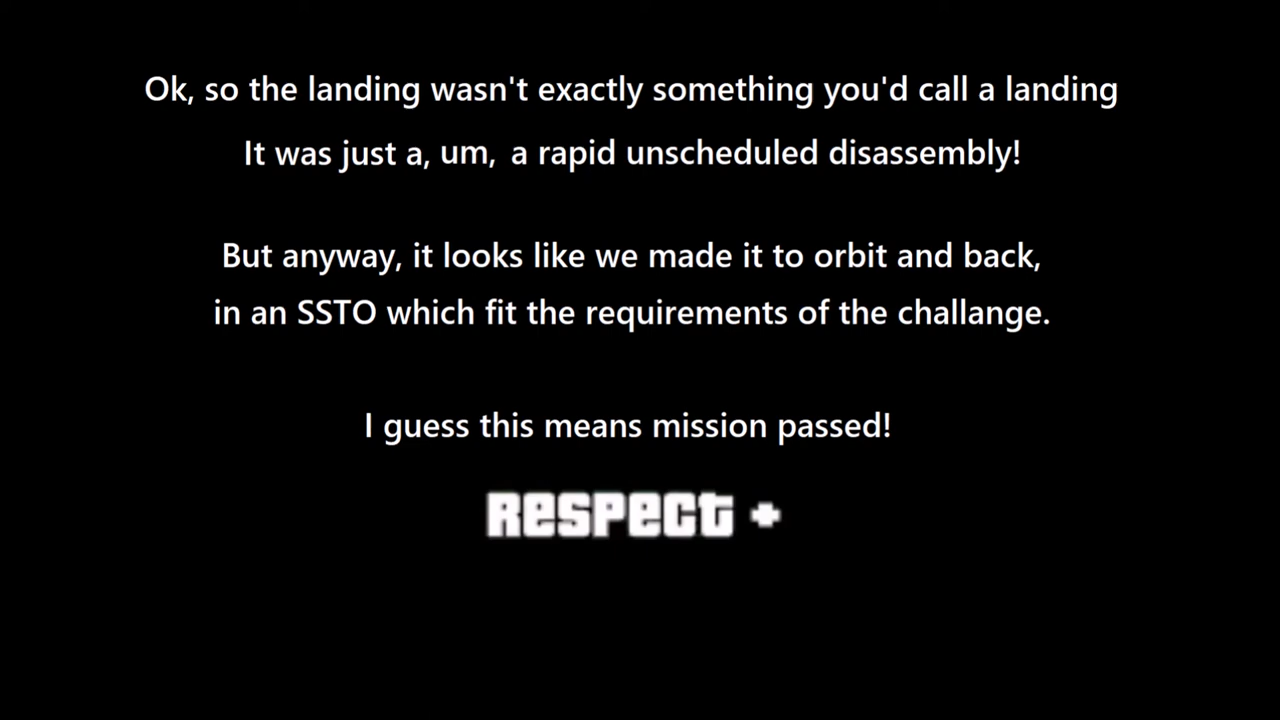 Ok, so the landing wasn't exactly something you'd call a landing
It was just a, um, a rapid unscheduled disassembly!
But anyway, it looks like we made it to orbit and back,
in an SSTO which fit the requirements of the challange.
I guess this means mission passed!
RESPECT +